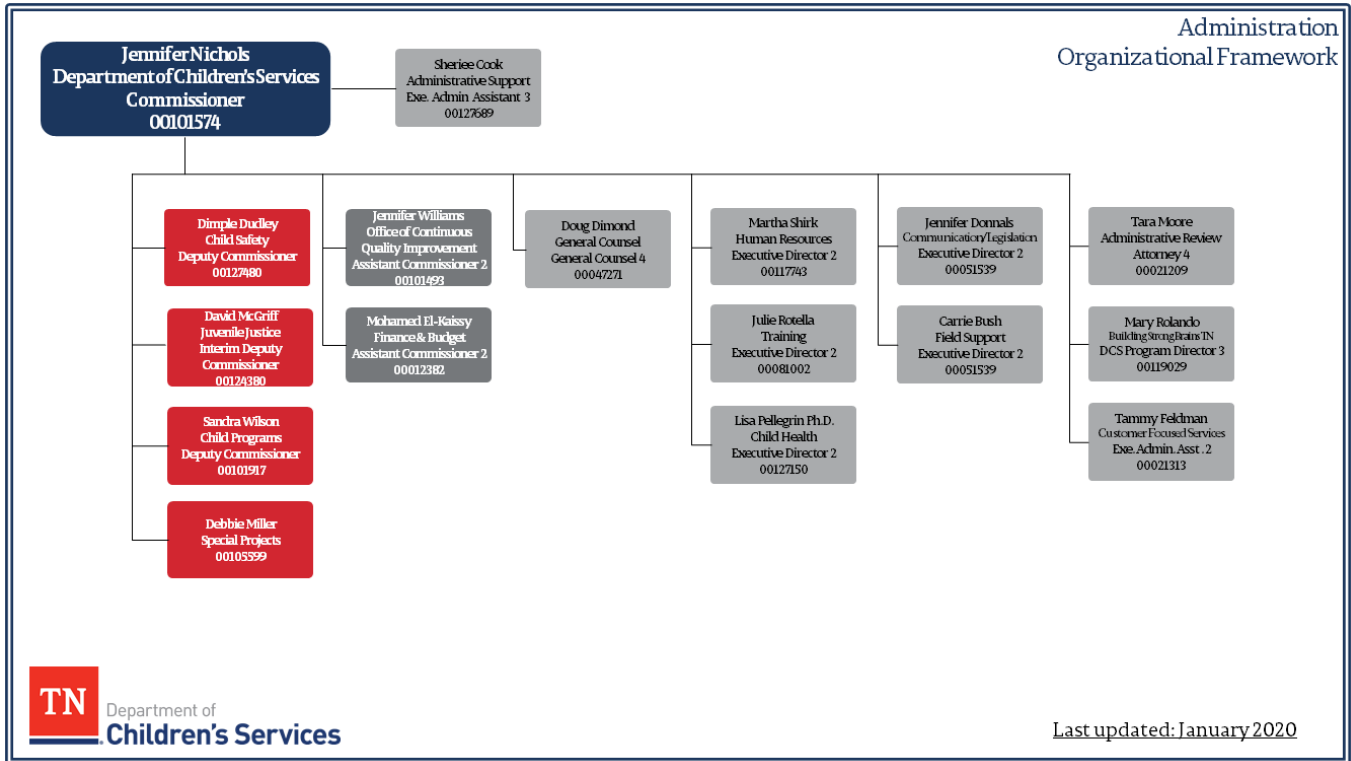 Administration
Organizational Framework
Jennifer Nichols
Department of Children's Services
Commissioner
00101574
Sheriee Cook
Administrative Support
Exe. Admin Assistant 3
00127689
Dimple Dudley
Child Safety
Deputy Commissioner
00127480
David McGriff
Juvenile Justice
Interim Deputy
Commissioner
00124380
Sandra Wilson
Child Programs
Deputy Commissioner
00101917
Debbie Miller
Special Projects
00105599
Jennifer Williams
Office of Continuous
Quality Improvement
Assistant Commissioner 2
00101493
Mohamed El-Kaissy
Finance & Budget
Assistant Commissioner 2
00012382
Doug Dimond
General Counsel
General Counsel 4
00047271
Martha Shirk
Human Resources
Executive Director 2
00117743
Julie Rotella
Training
Executive Director 2
00081002
Lisa Pellegrin Ph.D.
Child Health
Executive Director 2
00127150
Jennifer Donnals
Communication/Legislation
Executive Director 2
00051539
Carrie Bush
Field Support
Executive Director 2
00051539
Tara Moore
Administrative Review
Attorney 4
00021209
Mary Rolando
Building Strong Brains TN
DCS Program Director 3
00119029
Tammy Feldman
Customer Focused Services
Exe. Admin. Asst . 2
00021313
TN
Department of
Children's Services
Last updated: January 2020